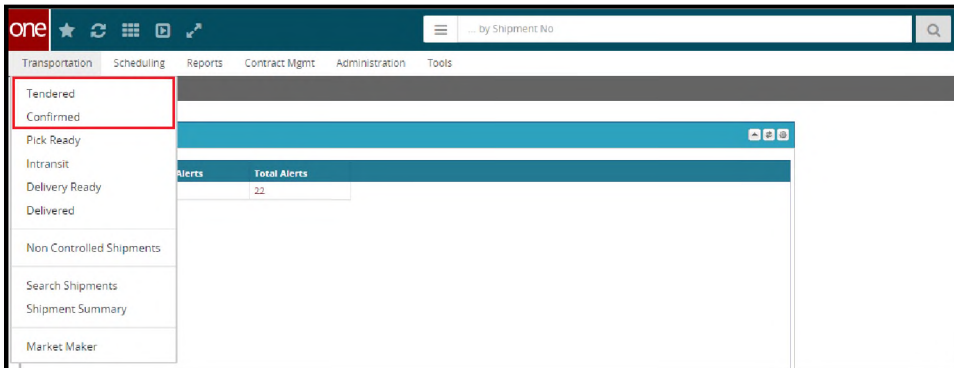 one
... by Shipment No
Transportation Scheduling Reports Contract Mgmt Administration Tools
Tendered
Confirmed
Pick Ready
Intransit
Delivery Ready
Delivered
Non Controlled Shipments
Search Shipments
Shipment Summary
Market Maker
Alerts Total Alerts
22